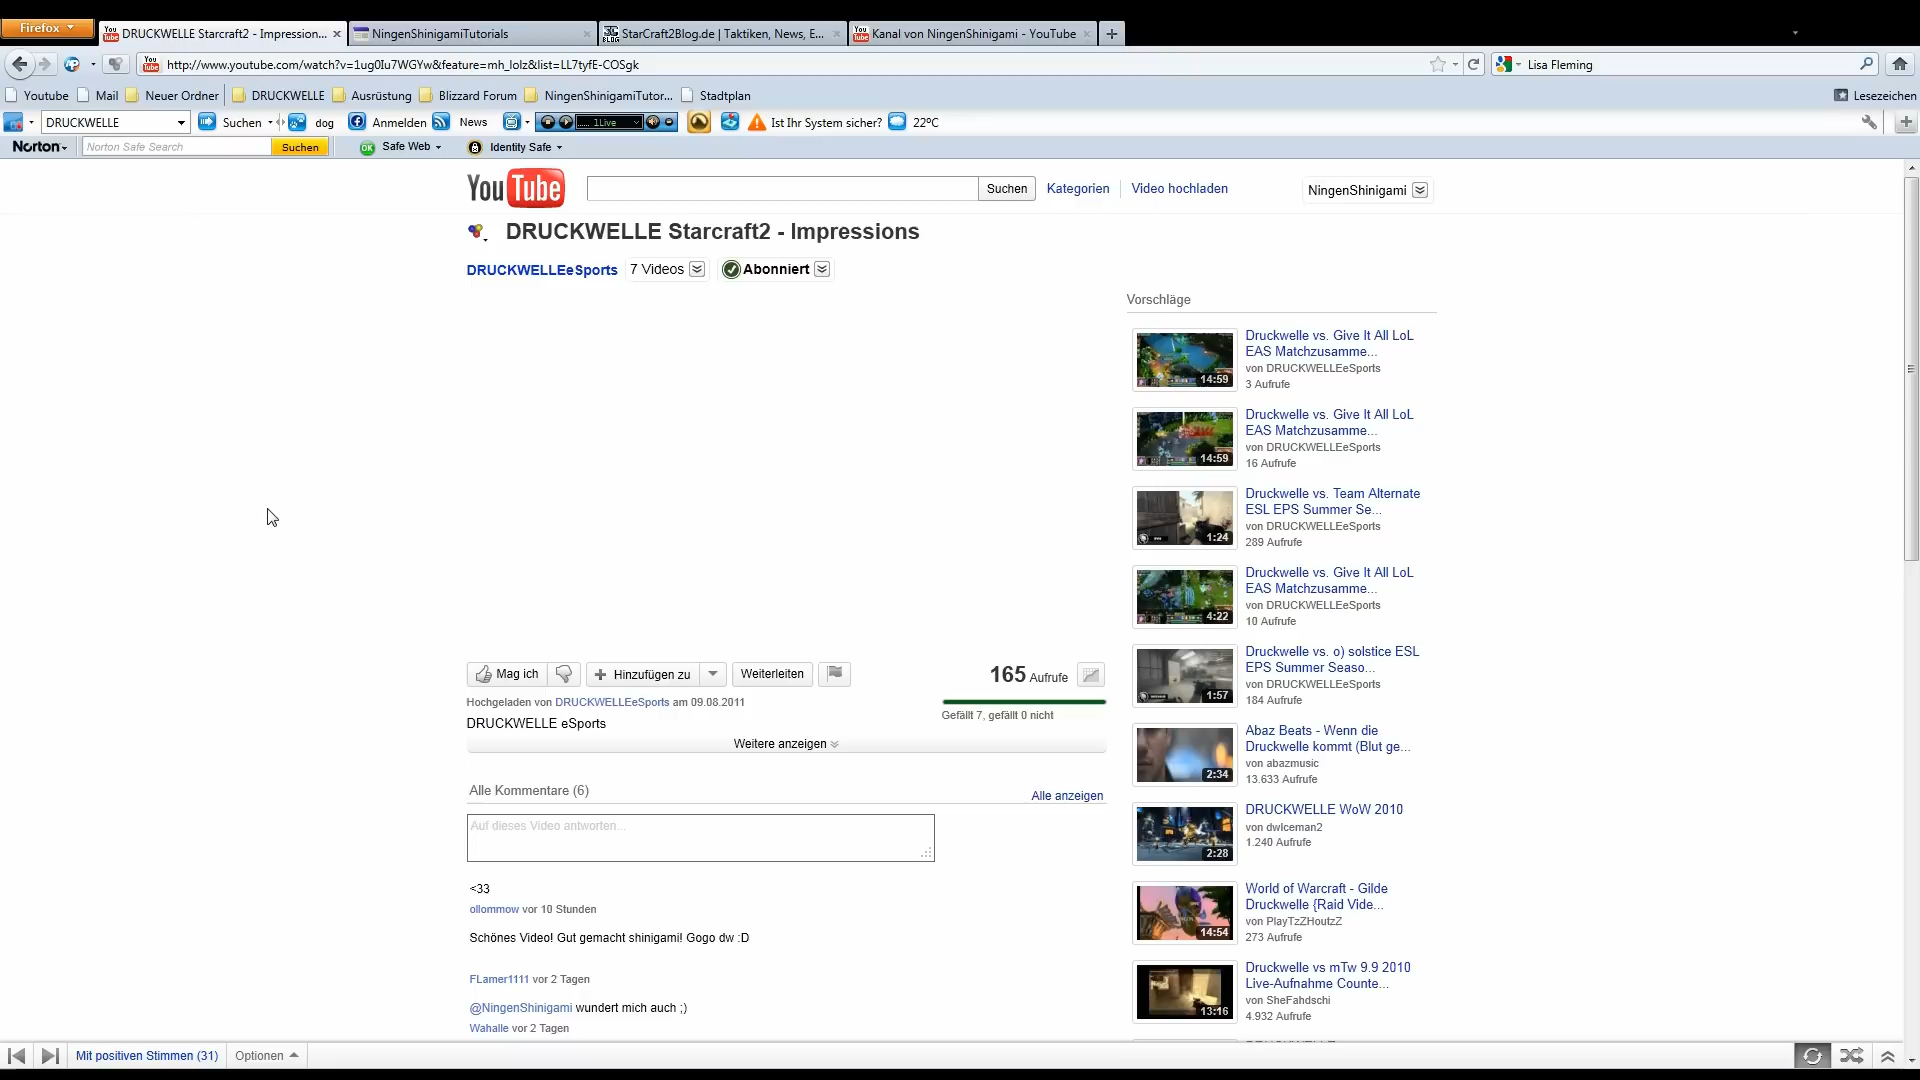 Firefox
DRUCKWELLE Starcraft2 - Impression...
NingenShinigamiTutorials
StarCraft2Blog.de | Taktiken, News, E...
Kanal von NingenShinigami - YouTube
http://www.youtube.com/watch?v=1ug0Iu7WGYw&feature=mh_lolz&list=LL7tyfE-COSgk
Lisa Fleming
Youtube Mail Neuer Ordner DRUCKWELLE Ausrüstung Blizzard Forum NingenShinigamiTutor... Stadtplan Lesezeichen
DRUCKWELLE Suchen dog Anmelden News ..... 1Live Ist Ihr System sicher? 22°C
Norton Norton Safe Search Suchen OK Safe Web Identity Safe
YouTube Suchen Kategorien Video hochladen NingenShinigami
DRUCKWELLE Starcraft2 - Impressions
DRUCKWELLEeSports 7 Videos Abonniert
Vorschläge
Druckwelle vs. Give It All LoL
EAS Matchzusamme...
von DRUCKWELLEeSports
3 Aufrufe
14:59
Druckwelle vs. Give It All LoL
EAS Matchzusamme...
von DRUCKWELLEeSports
16 Aufrufe
14:59
Druckwelle vs. Team Alternate
ESL EPS Summer Se...
von DRUCKWELLEeSports
289 Aufrufe
1:24
Druckwelle vs. Give It All LoL
EAS Matchzusamme...
von DRUCKWELLEeSports
10 Aufrufe
4:22
Druckwelle vs. o) solstice ESL
EPS Summer Seaso...
von DRUCKWELLEeSports
184 Aufrufe
1:57
Abaz Beats - Wenn die
Druckwelle kommt (Blut ge...
von abazmusic
13.633 Aufrufe
2:34
DRUCKWELLE WoW 2010
von dwIceman2
1.240 Aufrufe
2:28
World of Warcraft - Gilde
Druckwelle {Raid Vide...
von PlayTzZHoutzZ
273 Aufrufe
14:54
Druckwelle vs mTw 9.9 2010
Live-Aufnahme Counte...
von SheFahdschi
4.932 Aufrufe
13:16
Mag ich Hinzufügen zu Weiterleiten 165 Aufrufe
Hochgeladen von DRUCKWELLEeSports am 09.08.2011
Gefällt 7, gefällt 0 nicht
DRUCKWELLE eSports
Weitere anzeigen
Alle Kommentare (6)
Alle anzeigen
Auf dieses Video antworten...
<33
ollommow vor 10 Stunden
Schönes Video! Gut gemacht shinigami! Gogo dw :D
FLamer1111 vor 2 Tagen
@NingenShinigami wundert mich auch ;)
Wahalle vor 2 Tagen
Mit positiven Stimmen (31) Optionen